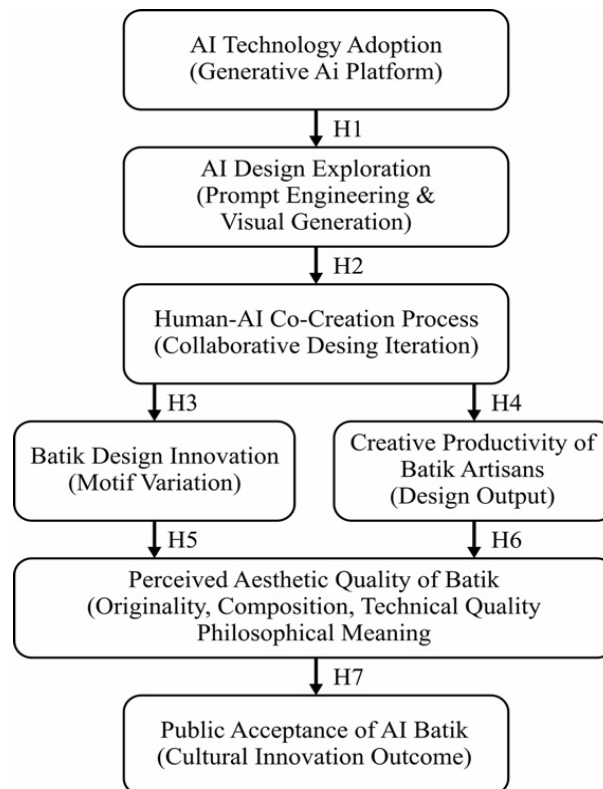 AI Technology Adoption
(Generative Ai Platform)
H1
AI Design Exploration
(Prompt Engineering &
Visual Generation)
H2
Human-AI Co-Creation Process
(Collaborative Desing Iteration)
H3
H4
Batik Design Innovation
(Motif Variation)
Creative Productivity of
Batik Artisans
(Design Output)
H5
H6
Perceived Aesthetic Quality of Batik
(Originality, Composition, Technical Quality
Philosophical Meaning
H7
Public Acceptance of AI Batik
(Cultural Innovation Outcome)